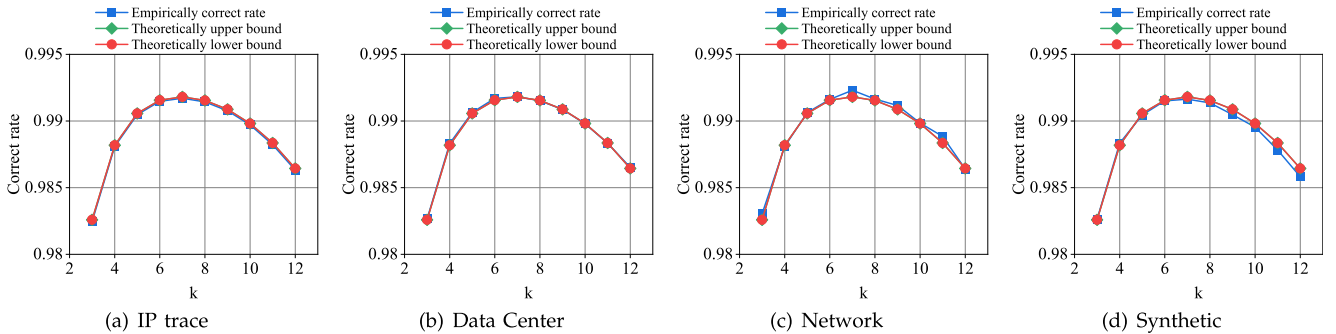 Empirically correct rate
Theoretically upper bound
Theoretically lower bound
0.995
0.99
0.985
0.98
Correct rate
2 4 6 8 10 12
k
(a) IP trace
Empirically correct rate
Theoretically upper bound
Theoretically lower bound
0.995
0.99
0.985
0.98
Correct rate
2 4 6 8 10 12
k
(b) Data Center
Empirically correct rate
Theoretically upper bound
Theoretically lower bound
0.995
0.99
0.985
0.98
Correct rate
2 4 6 8 10 12
k
(c) Network
Empirically correct rate
Theoretically upper bound
Theoretically lower bound
0.995
0.99
0.985
0.98
Correct rate
2 4 6 8 10 12
k
(d) Synthetic